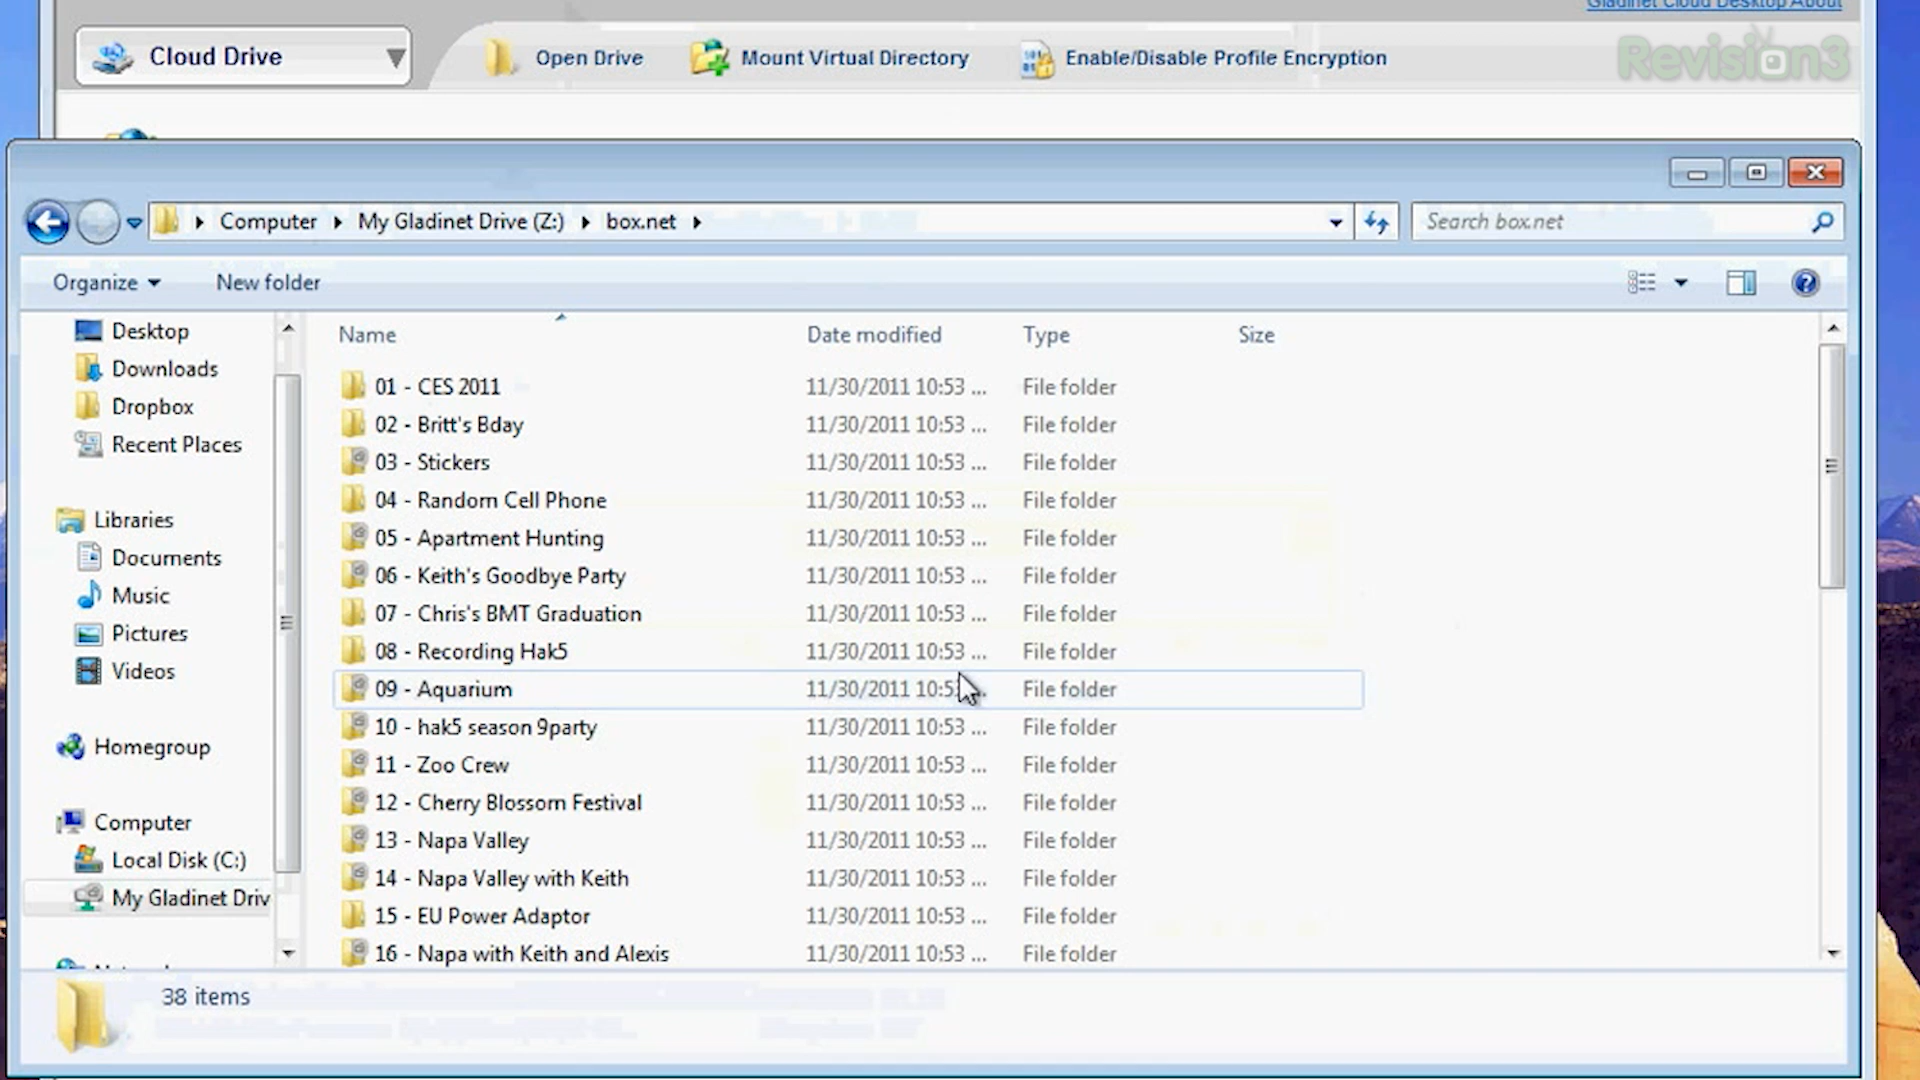 Gladinet Cloud Desktop About
Cloud Drive
Open Drive
Mount Virtual Directory
Enable/Disable Profile Encryption
Revision3
Computer
My Gladinet Drive (Z:)
box.net
Search box.net
Organize
New folder
Desktop
Downloads
Dropbox
Recent Places
Libraries
Documents
Music
Pictures
Videos
Homegroup
Computer
Local Disk (C:)
My Gladinet Driv
Name Date modified Type Size
01 - CES 2011 11/30/2011 10:53 ... File folder
02 - Britt's Bday 11/30/2011 10:53 ... File folder
03 - Stickers 11/30/2011 10:53 ... File folder
04 - Random Cell Phone 11/30/2011 10:53 ... File folder
05 - Apartment Hunting 11/30/2011 10:53 ... File folder
06 - Keith's Goodbye Party 11/30/2011 10:53 ... File folder
07 - Chris's BMT Graduation 11/30/2011 10:53 ... File folder
08 - Recording Hak5 11/30/2011 10:53 ... File folder
09 - Aquarium 11/30/2011 10:5 File folder
10 - hak5 season 9party 11/30/2011 10:53 ... File folder
11 - Zoo Crew 11/30/2011 10:53 ... File folder
12 - Cherry Blossom Festival 11/30/2011 10:53 ... File folder
13 - Napa Valley 11/30/2011 10:53 ... File folder
14 - Napa Valley with Keith 11/30/2011 10:53 ... File folder
15 - EU Power Adaptor 11/30/2011 10:53 ... File folder
16 - Napa with Keith and Alexis 11/30/2011 10:53 ... File folder
38 items